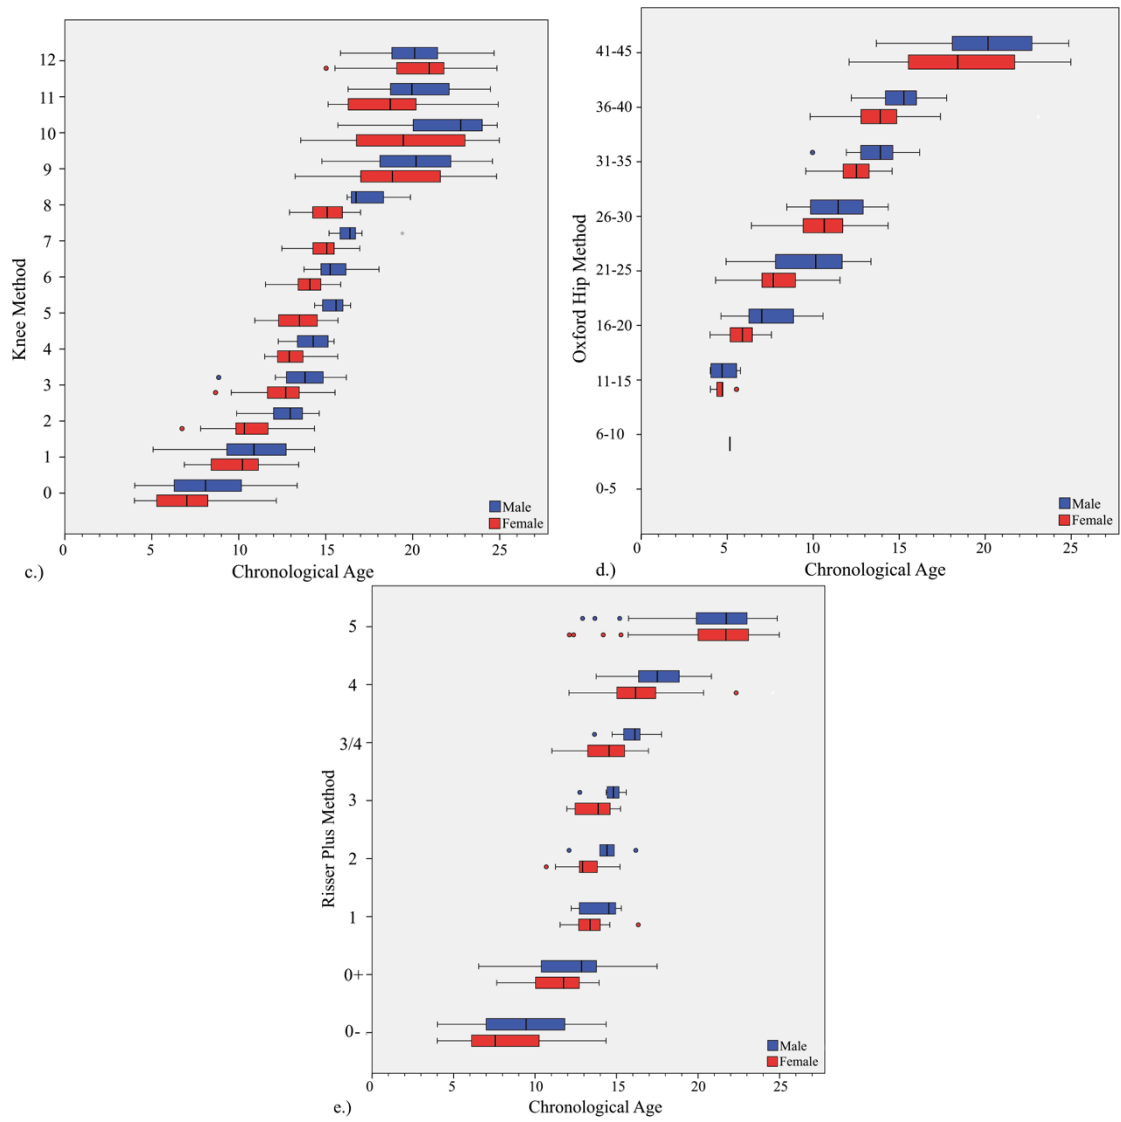 Knee Method
12
11
10
9
8
7
6
5
4
3
2
1
0
Male
Female
0 5 10 15 20 25
c.) Chronological Age
Oxford Hip Method
41-45
36-40
31-35
26-30
21-25
16-20
11-15
6-10
0-5
Male
Female
0 5 10 15 20 25
d.) Chronological Age
Risser Plus Method
5
4
3/4
3
2
1
0+
0-
Male
Female
0 5 10 15 20 25
e.) Chronological Age